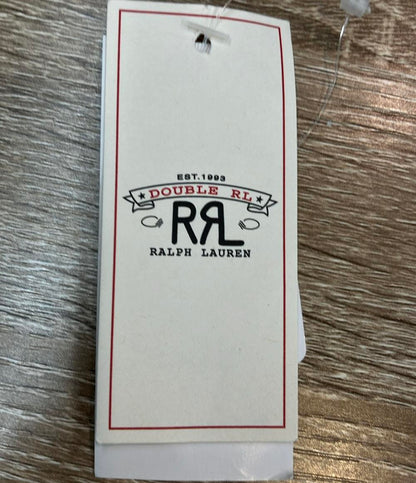 EST.1993
★ DOUBLE RL ★
RRL
RALPH LAUREN